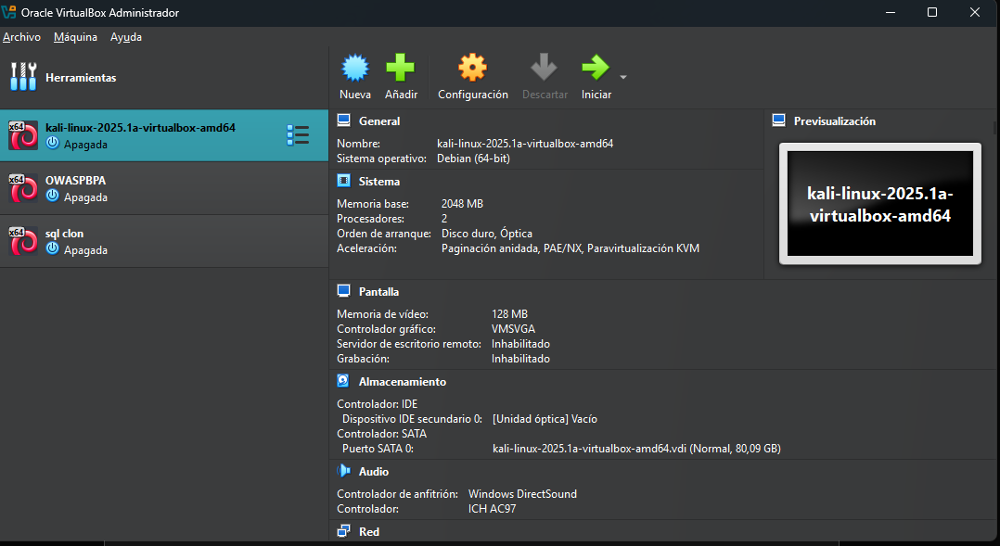 Oracle VirtualBox Administrador
Archivo Máquina Ayuda
Herramientas
x64
kali-linux-2025.1a-virtualbox-amd64
Apagada
x64
OWASPBPA
Apagada
x64
sql clon
Apagada
Nueva Añadir Configuración Descartar Iniciar
General
Nombre: kali-linux-2025.1a-virtualbox-amd64
Sistema operativo: Debian (64-bit)
Sistema
Memoria base: 2048 MB
Procesadores: 2
Orden de arranque: Disco duro, Óptica
Aceleración: Paginación anidada, PAE/NX, Paravirtualización KVM
Previsualización
kali-linux-2025.1a-
virtualbox-amd64
Pantalla
Memoria de vídeo: 128 MB
Controlador gráfico: VMSVGA
Servidor de escritorio remoto: Inhabilitado
Grabación: Inhabilitado
Almacenamiento
Controlador: IDE
Dispositivo IDE secundario 0: [Unidad óptica] Vacío
Controlador: SATA
Puerto SATA 0: kali-linux-2025.1a-virtualbox-amd64.vdi (Normal, 80,09 GB)
Audio
Controlador de anfitrión: Windows DirectSound
Controlador: ICH AC97
Red